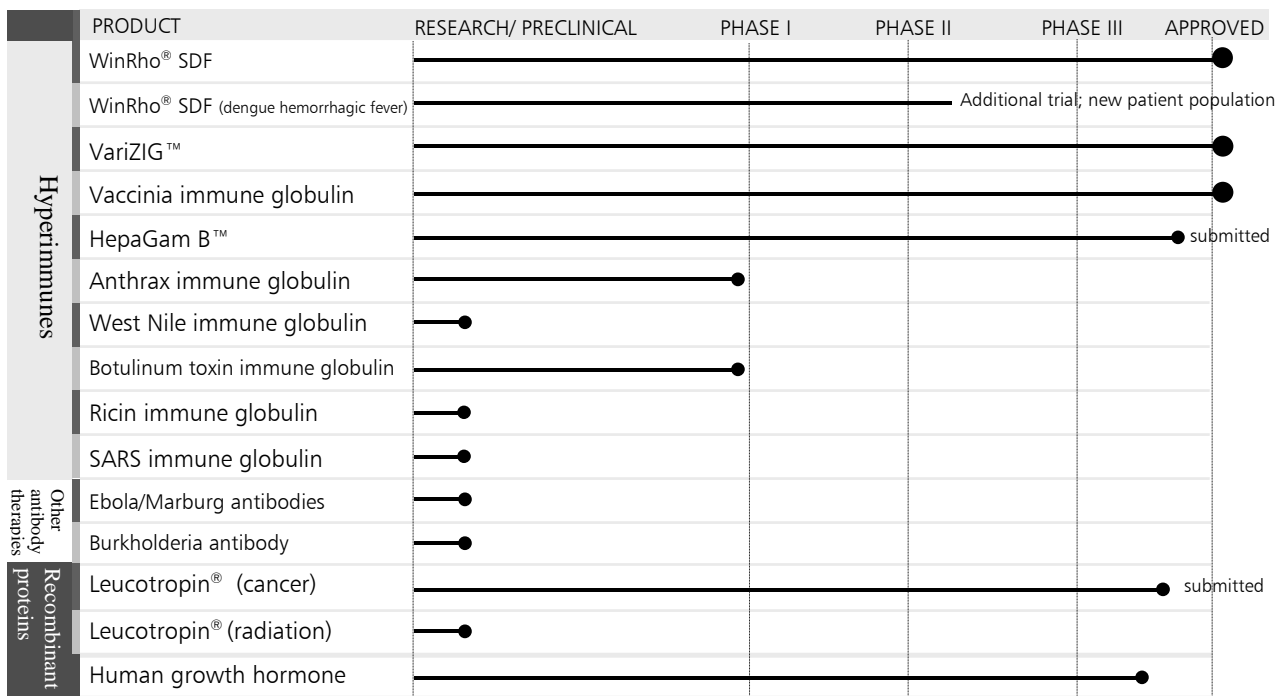 PRODUCT RESEARCH/ PRECLINICAL PHASE I PHASE II PHASE III APPROVED
Hyperimmunes
WinRho® SDF
WinRho® SDF (dengue hemorrhagic fever) Additional trial; new patient population
VariZIG™
Vaccinia immune globulin
HepaGam B™ submitted
Anthrax immune globulin
West Nile immune globulin
Botulinum toxin immune globulin
Ricin immune globulin
SARS immune globulin
Other
antibody
therapies
Ebola/Marburg antibodies
Burkholderia antibody
Recombinant
proteins
Leucotropin® (cancer) submitted
Leucotropin® (radiation)
Human growth hormone